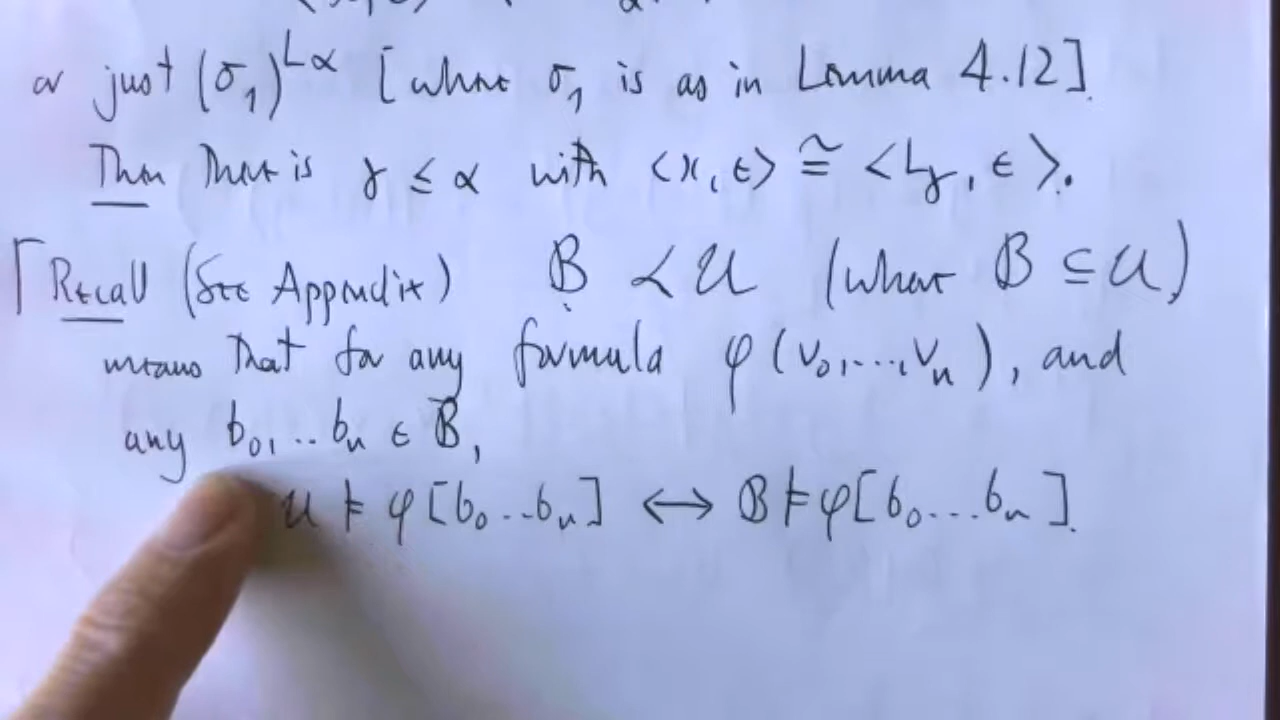 or just (σ₁)^Lα [where σ₁ is as in Lemma 4.12].
Then there is γ ≤ α with ⟨x, ∈⟩ ≅ ⟨L_γ, ∈⟩.
⌈Recall (See Appendix) B ≺ U (where B ⊆ U)
means that for any formula φ(v₀,...,vₙ), and
any b₀,..bₙ ∈ B,
U ⊨ φ[b₀..bₙ] ↔ B ⊨ φ[b₀...bₙ].